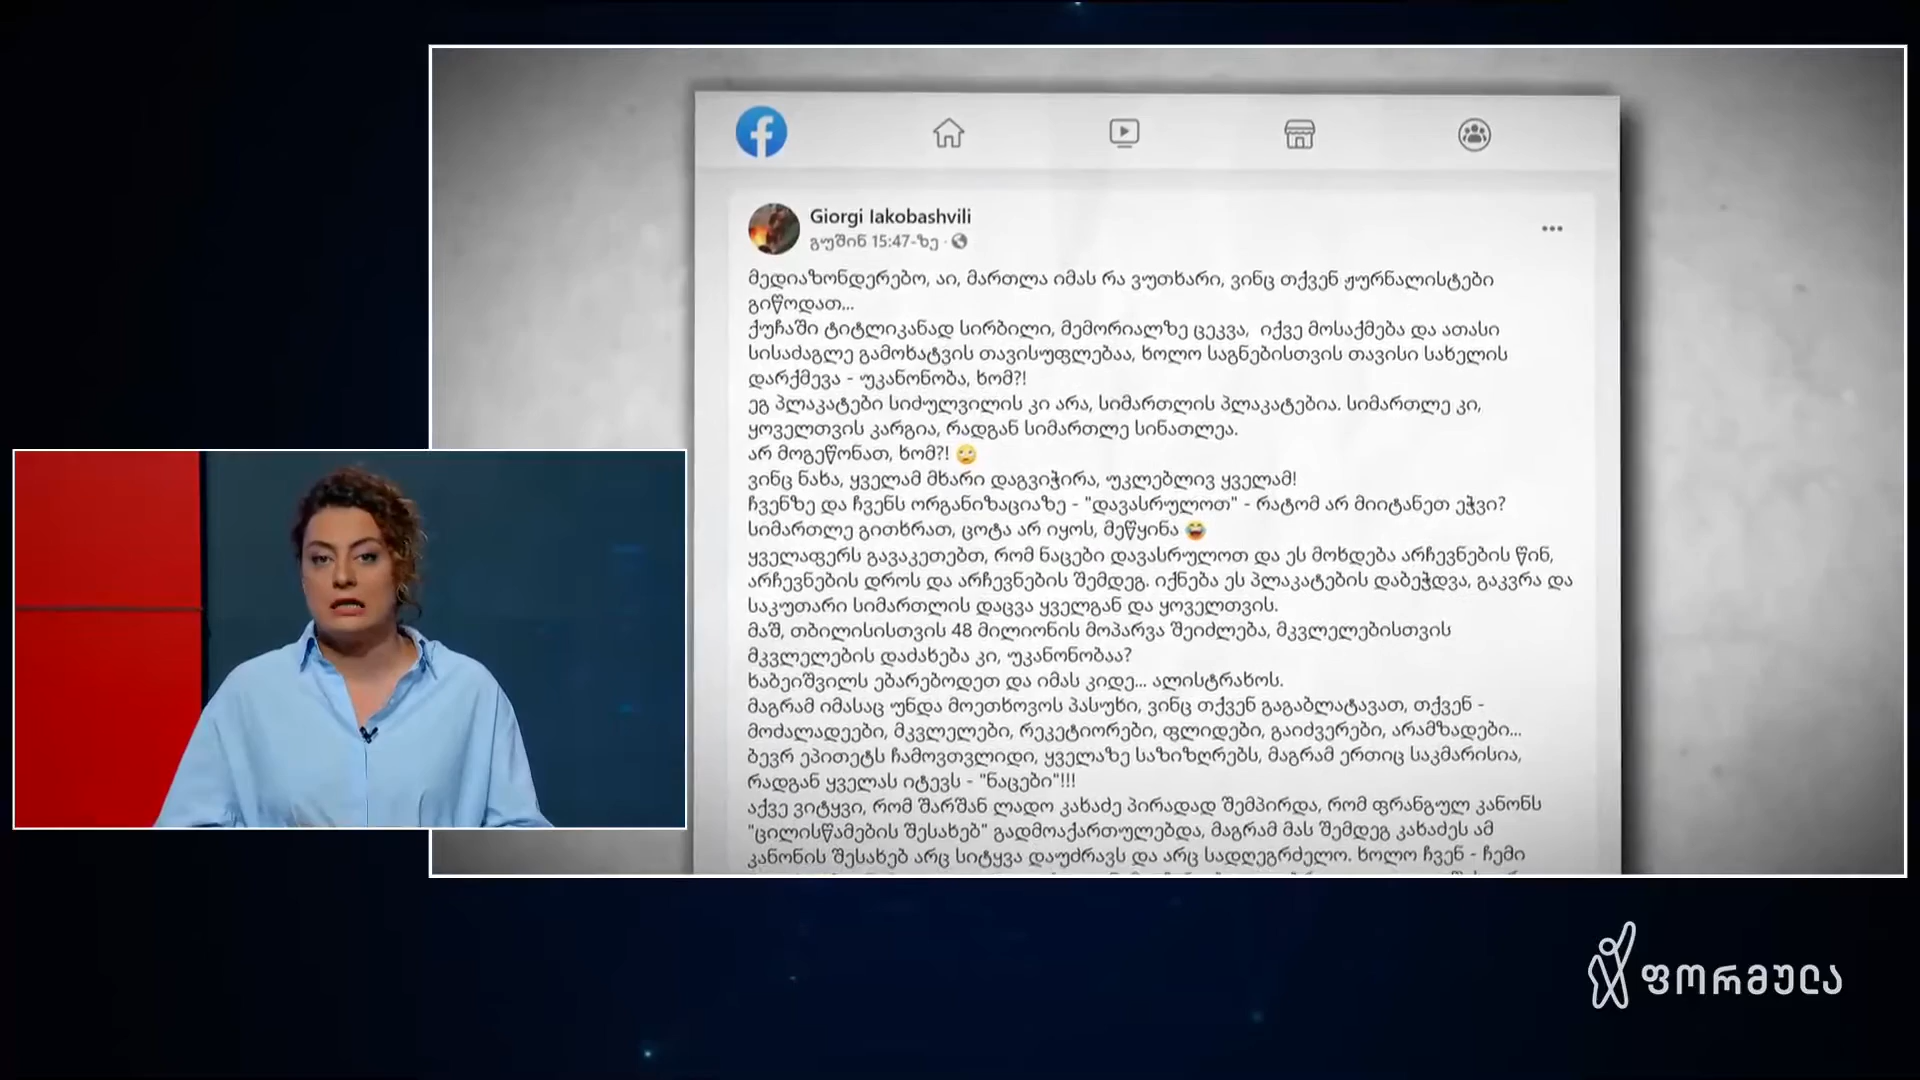 Giorgi Iakobashvili
გუშინ 15:47-ზე
მედიაზონდერებო, აი, მართლა იმას რა ვუთხარი, ვინც თქვენ ჟურნალისტები
გიწოდათ...
ქუჩაში ტიტლიკანად სირბილი, მემორიალზე ცეკვა, იქვე მოსაქმება და ათასი
სისაძაგლე გამოხატვის თავისუფლებაა, ხოლო საგნებისთვის თავისი სახელის
დარქმევა - უკანონობა, ხომ?!
ეგ პლაკატები სიძულვილის კი არა, სიმართლის პლაკატებია. სიმართლე კი,
ყოველთვის კარგია, რადგან სიმართლე სინათლეა.
არ მოგეწონათ, ხომ?! 🙄
ვინც ნახა, ყველამ მხარი დაგვიჭირა, უკლებლივ ყველამ!
ჩვენზე და ჩვენს ორგანიზაციაზე - "დავასრულოთ" - რატომ არ მიიტანეთ ეჭვი?
სიმართლე გითხრათ, ცოტა არ იყოს, მეწყინა 😂
ყველაფერს გავაკეთებთ, რომ ნაცები დავასრულოთ და ეს მოხდება არჩევნების წინ,
არჩევნების დროს და არჩევნების შემდეგ. იქნება ეს პლაკატების დაბეჭდვა, გაკვრა და
საკუთარი სიმართლის დაცვა ყველგან და ყოველთვის.
მაშ, თბილისისთვის 48 მილიონის მოპარვა შეიძლება, მკვლელებისთვის
მკვლელების დაძახება კი, უკანონობაა?
ხაბეიშვილს ებარებოდეთ და იმას კიდე... ალისტრახოს.
მაგრამ იმასაც უნდა მოეთხოვოს პასუხი, ვინც თქვენ გაგაბლატავათ, თქვენ -
მოძალადეები, მკვლელები, რეკეტიორები, ფლიდები, გაიძვერები, არამზადები...
ბევრ ეპითეტს ჩამოვთვლიდი, ყველაზე საზიზღრებს, მაგრამ ერთიც საკმარისია,
რადგან ყველას იტევს - "ნაცები"!!!
აქვე ვიტყვი, რომ შარშან ლადო კახაძე პირადად შემპირდა, რომ ფრანგულ კანონს
"ცილისწამების შესახებ" გადმოაქართულებდა, მაგრამ მას შემდეგ კახაძეს ამ
კანონის შესახებ არც სიტყვა დაუძრავს და არც სადღეგრძელო. ხოლო ჩვენ - ჩემი
ფორმულა